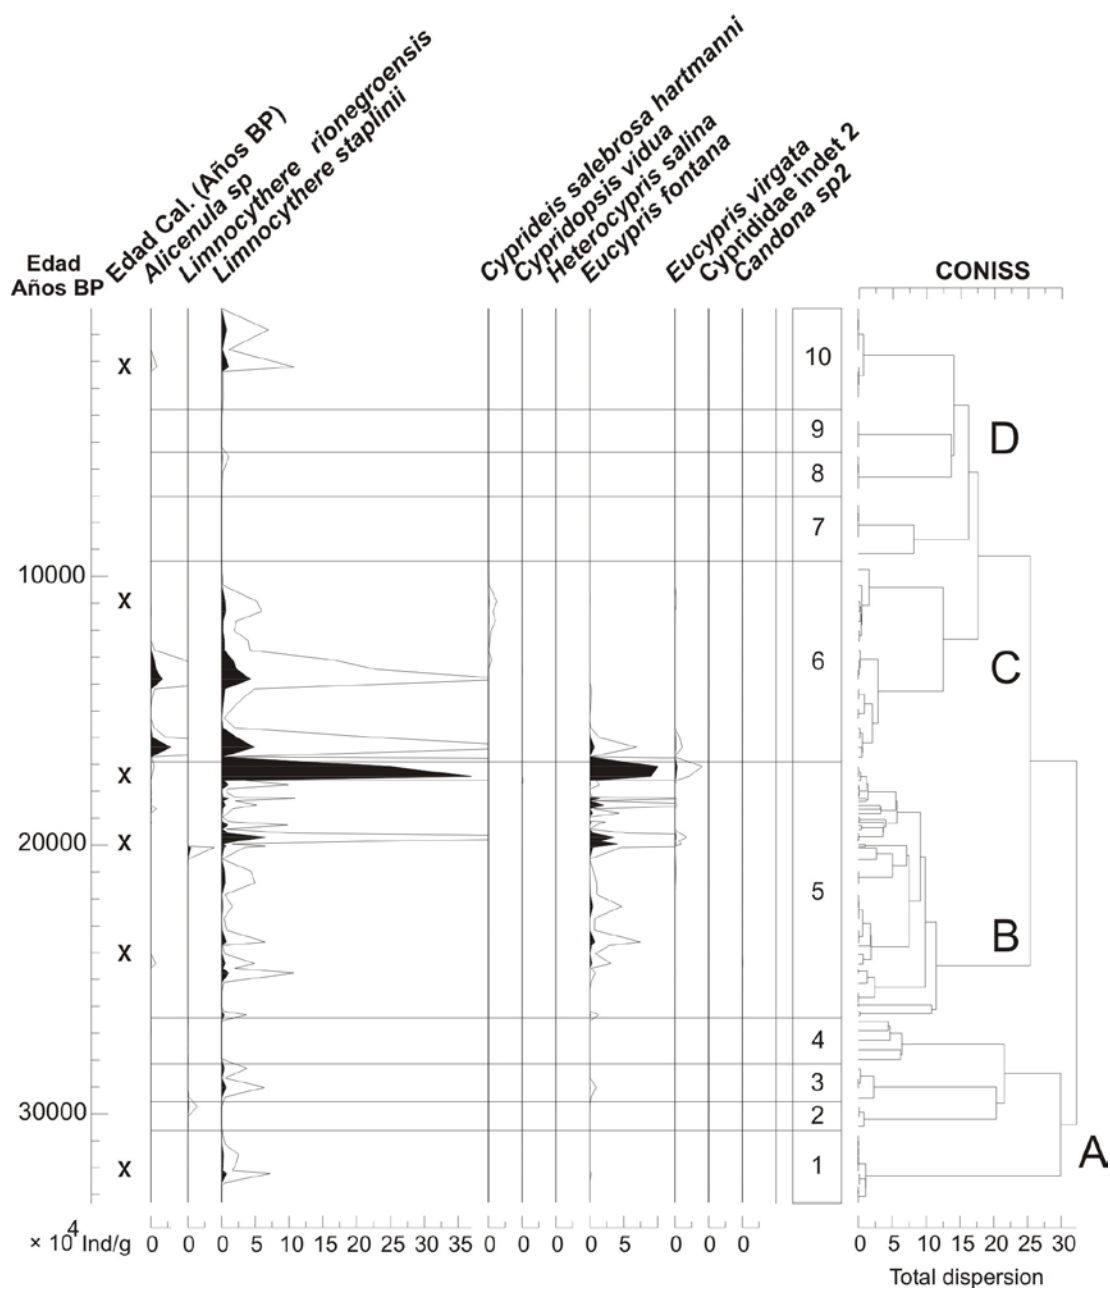 Edad Cal. (Años BP)
Alicenula sp
Limnocythere rionegroensis
Limnocythere staplinii
Cyprideis salebrosa hartmanni
Cypridopsis vidua
Heterocypris salina
Eucypris fontana
Eucypris virgata
Cyprididae indet 2
Candona sp2
Edad
Años BP
CONISS
X
10
9
D
8
7
10000
X
6
C
X
20000
X
5
B
X
4
3
30000
2
X
1
A
× 10⁴ Ind/g 0 0 0 5 10 15 20 25 30 35 0 0 0 0 5 0 0 0 0 5 10 15 20 25 30
Total dispersion